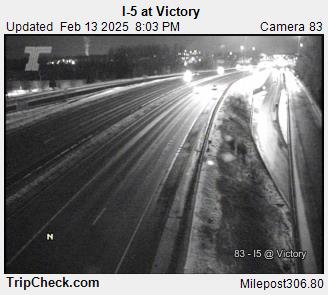 I-5 at Victory
Updated  Feb 13 2025  8:03 PM
Camera 83
T
N
83 - I5 @ Victory
TripCheck.com
Milepost306.80